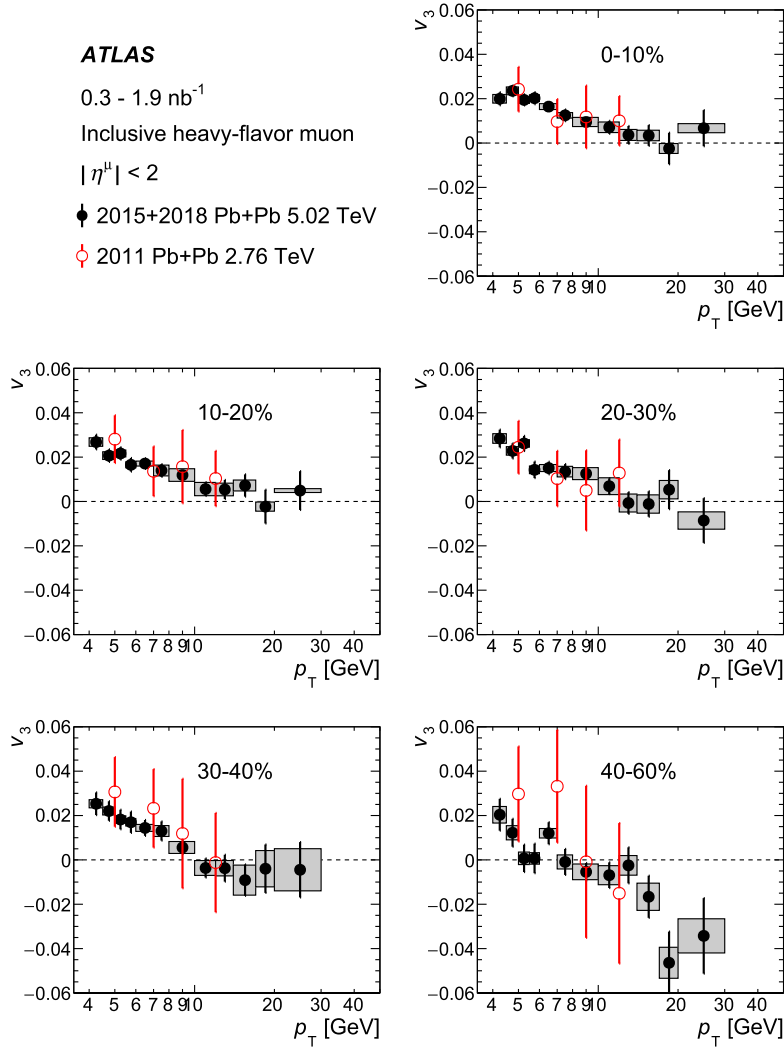 ATLAS
0.3 - 1.9 nb⁻¹
Inclusive heavy-flavor muon
| η^μ | < 2
2015+2018 Pb+Pb 5.02 TeV
2011 Pb+Pb 2.76 TeV
v₃
0.06
0.04
0.02
0
−0.02
−0.04
−0.06
0-10%
4 5 6 7 8 9 10 20 30 40
p_T [GeV]
v₃
0.06
0.04
0.02
0
−0.02
−0.04
−0.06
10-20%
4 5 6 7 8 9 10 20 30 40
p_T [GeV]
v₃
0.06
0.04
0.02
0
−0.02
−0.04
−0.06
20-30%
4 5 6 7 8 9 10 20 30 40
p_T [GeV]
v₃
0.06
0.04
0.02
0
−0.02
−0.04
−0.06
30-40%
4 5 6 7 8 9 10 20 30 40
p_T [GeV]
v₃
0.06
0.04
0.02
0
−0.02
−0.04
−0.06
40-60%
4 5 6 7 8 9 10 20 30 40
p_T [GeV]